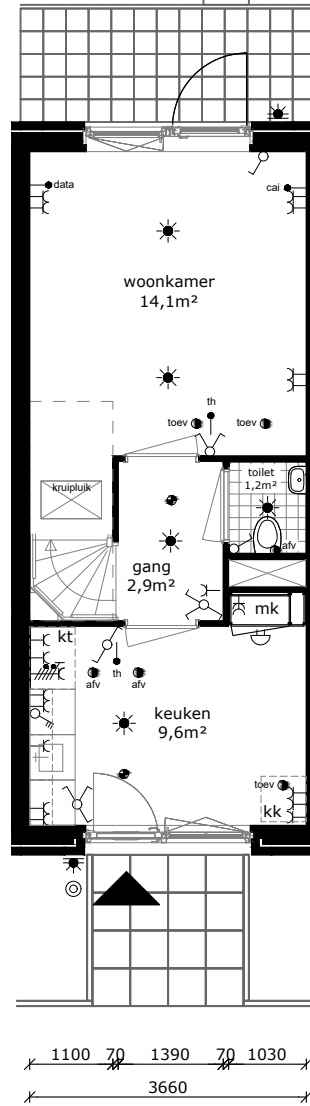 data
cai
woonkamer
14,1m²
th
toev
toev
kruipluik
toilet
1,2m²
afv
gang
2,9m²
mk
kt
th
afv
afv
keuken
9,6m²
toev
kk
1100 70 1390 70 1030
3660